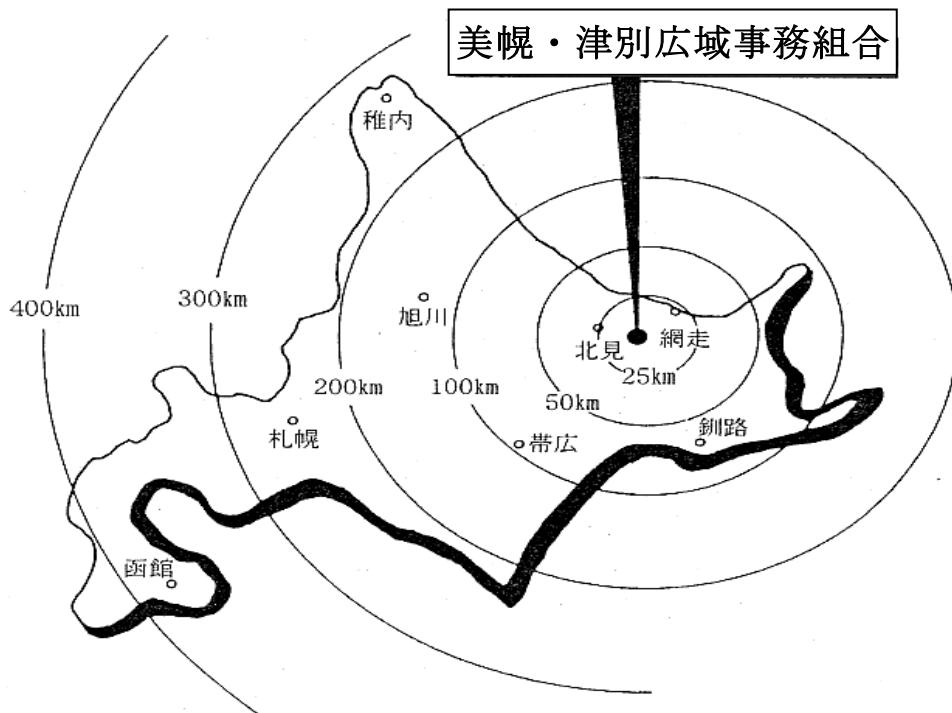 美幌・津別広域事務組合
稚内
400km
300km
旭川
北見
網走
25km
200km
100km
50km
札幌
帯広
釧路
函館